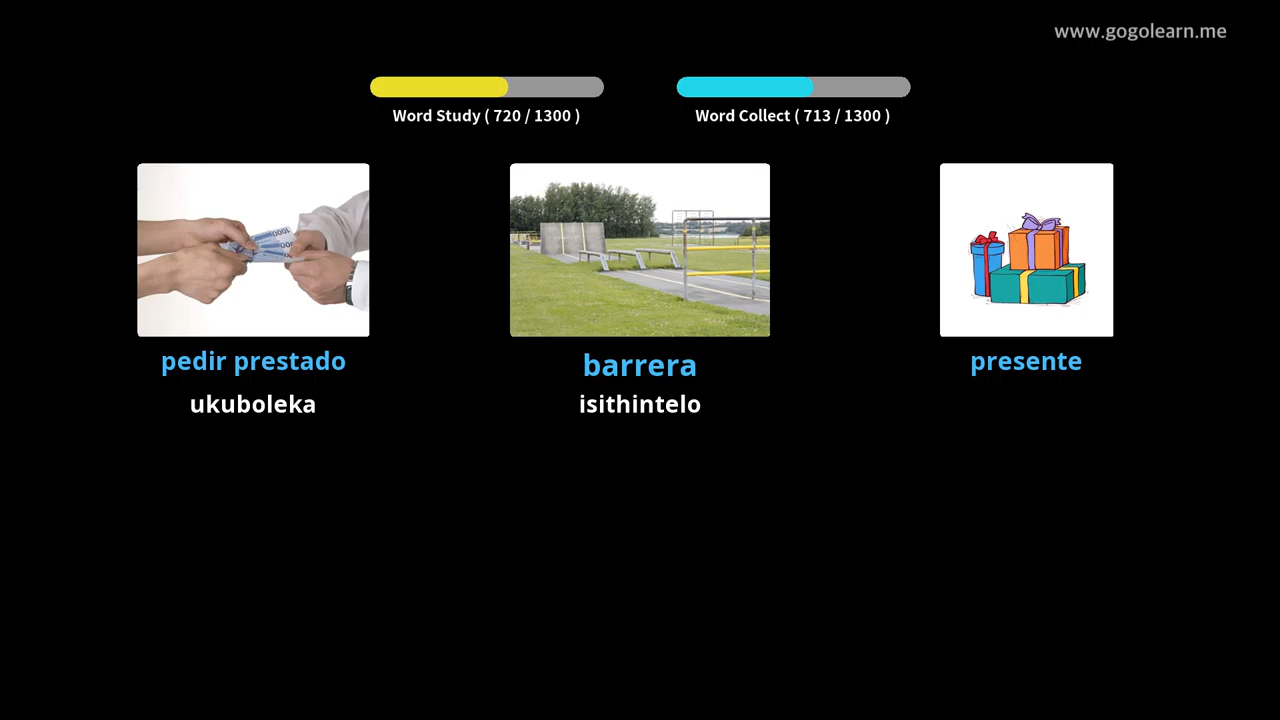 www.gogolearn.me
Word Study ( 720 / 1300 )
Word Collect ( 713 / 1300 )
pedir prestado
barrera
presente
ukuboleka
isithintelo